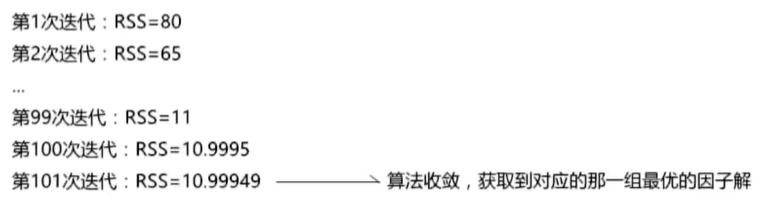 第1次迭代：RSS=80
第2次迭代：RSS=65
...
第99次迭代：RSS=11
第100次迭代：RSS=10.9995
第101次迭代：RSS=10.99949 算法收敛，获取到对应的那一组最优的因子解